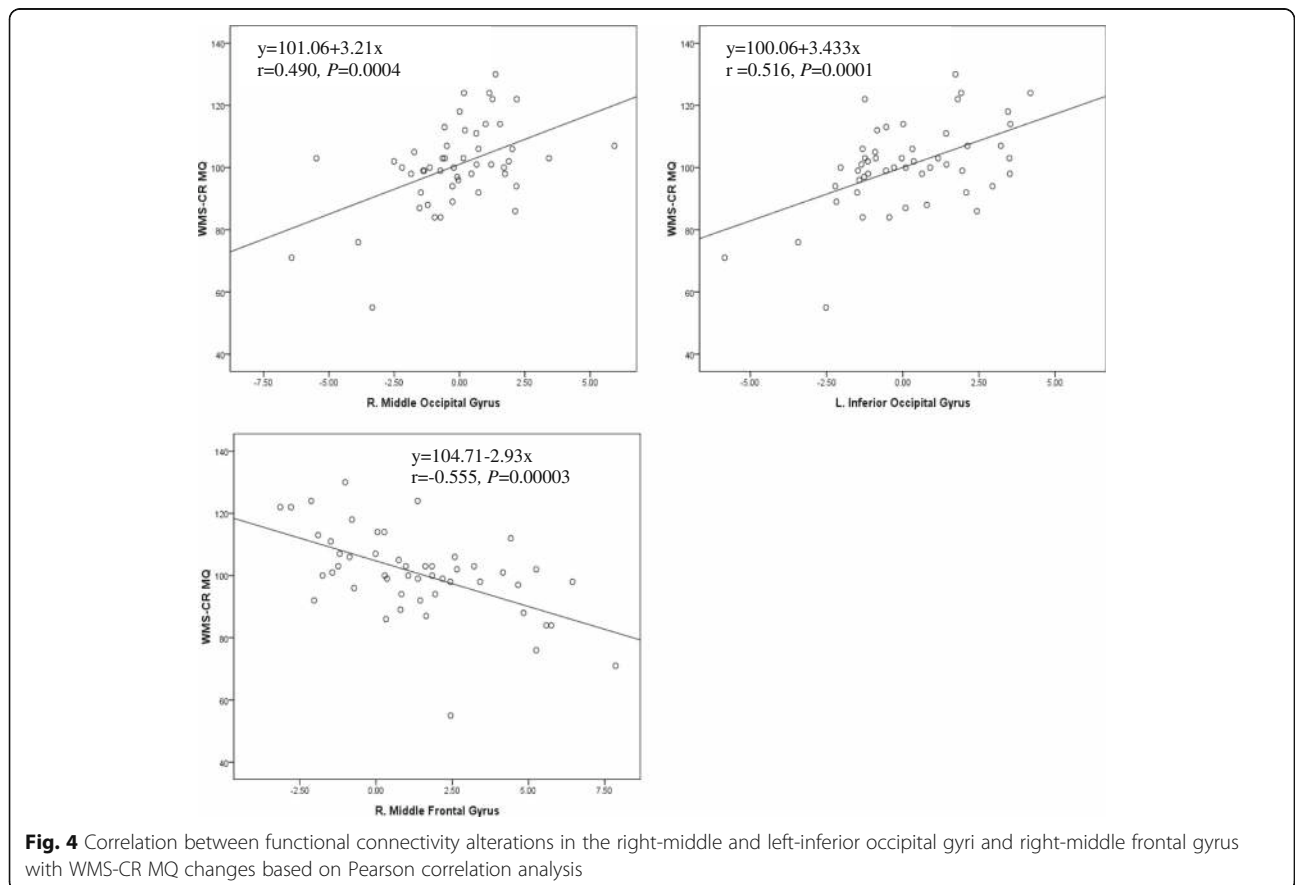 y=101.06+3.21x
r=0.490, P=0.0004
140
120
100
80
60
40
WMS-CR MQ
-7.50 -5.00 -2.50 0.00 2.50 5.00
R. Middle Occipital Gyrus
y=100.06+3.433x
r =0.516, P=0.0001
140
120
100
80
60
40
WMS-CR MQ
-5.00 -2.50 0.00 2.50 5.00
L. Inferior Occipital Gyrus
y=104.71-2.93x
r=-0.555, P=0.00003
140
120
100
80
60
40
WMS-CR MQ
-2.50 0.00 2.50 5.00 7.50
R. Middle Frontal Gyrus
Fig. 4 Correlation between functional connectivity alterations in the right-middle and left-inferior occipital gyri and right-middle frontal gyrus
with WMS-CR MQ changes based on Pearson correlation analysis